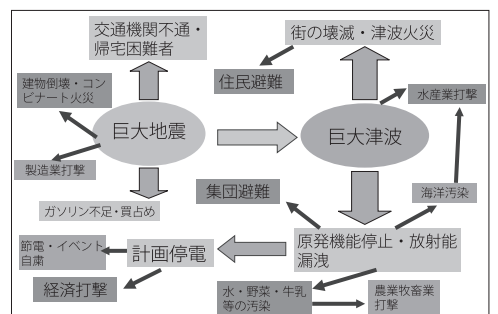 交通機関不通・
帰宅困難者
街の壊滅・津波火災
住民避難
建物倒壊・コン
ビナート火災
水産業打撃
巨大地震
巨大津波
製造業打撃
集団避難
海洋汚染
ガソリン不足・買占め
節電・イベント
自粛
計画停電
原発機能停止・放射能
漏洩
経済打撃
水・野菜・牛乳
等の汚染
農業牧畜業
打撃